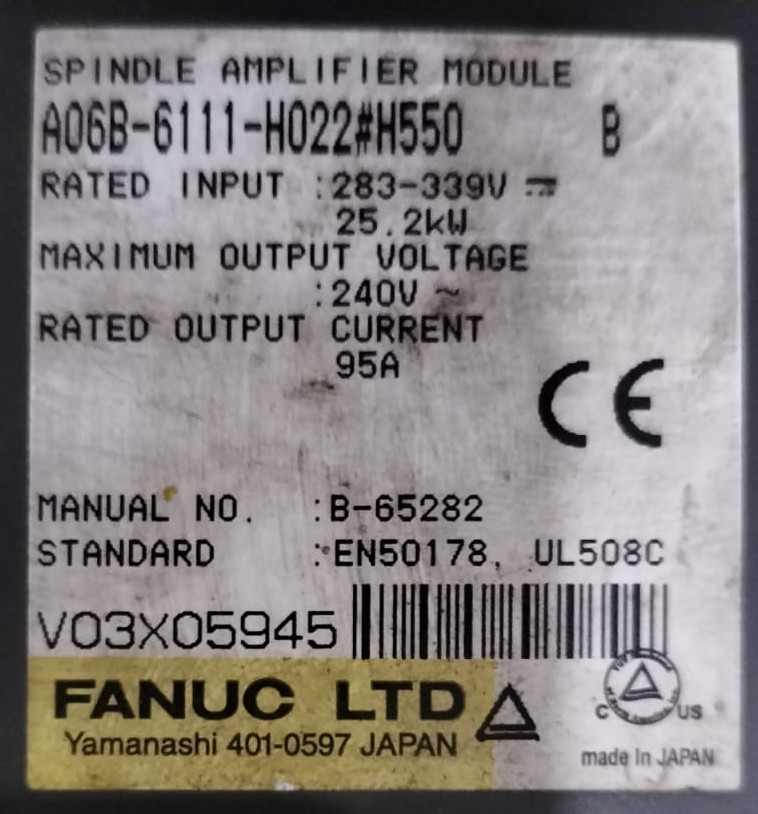 SPINDLE AMPLIFIER MODULE
A06B-6111-H022#H550 B
RATED INPUT :283-339V ⎓
25.2kW
MAXIMUM OUTPUT VOLTAGE
:240V ~
RATED OUTPUT CURRENT
95A
CE
MANUAL NO. :B-65282
STANDARD :EN50178, UL508C
V03X05945
FANUC LTD
Yamanashi 401-0597 JAPAN
C US
made in JAPAN